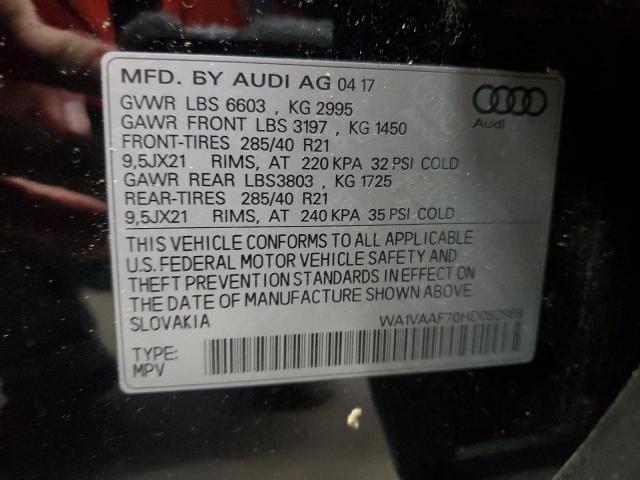 MFD. BY AUDI AG 04 17
GVWR LBS 6603 , KG 2995
GAWR FRONT LBS 3197 , KG 1450
FRONT-TIRES 285/40 R21
9,5JX21 RIMS, AT 220 KPA 32 PSI COLD
GAWR REAR LBS3803 , KG 1725
REAR-TIRES 285/40 R21
9,5JX21 RIMS, AT 240 KPA 35 PSI COLD
Audi
THIS VEHICLE CONFORMS TO ALL APPLICABLE
U.S. FEDERAL MOTOR VEHICLE SAFETY AND
THEFT PREVENTION STANDARDS IN EFFECT ON
THE DATE OF MANUFACTURE SHOWN ABOVE.
SLOVAKIA
TYPE:
MPV